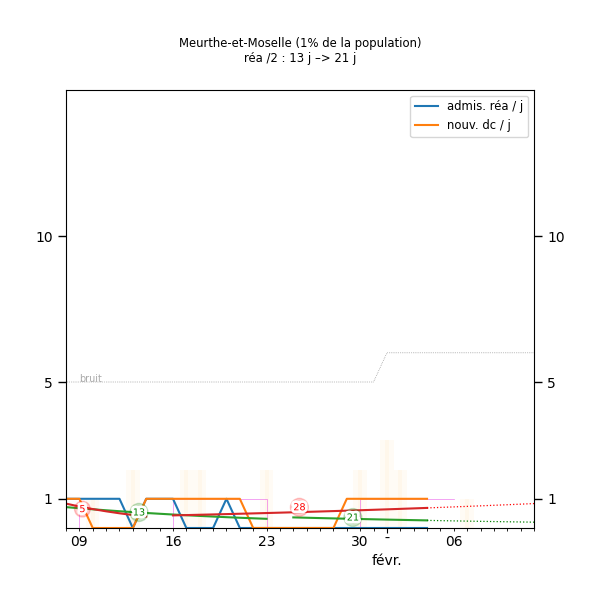 Meurthe-et-Moselle (1% de la population)
réa /2 : 13 j −> 21 j
admis. réa / j
nouv. dc / j
10 10
bruit
5 5
1 1
5 13 28 21
09 16 23 30 - 06
févr.